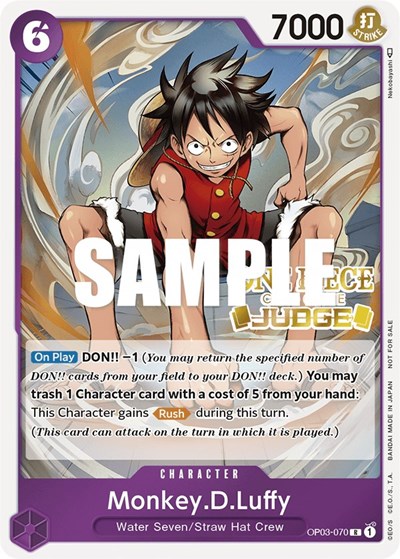 6
7000
打
STRIKE
Nekobayashi
SAMPLE
ONE PIECE
CARD GAME
JUDGE
On Play DON!! −1 (You may return the specified number of
DON!! cards from your field to your DON!! deck.) You may
trash 1 Character card with a cost of 5 from your hand:
This Character gains Rush during this turn.
(This card can attack on the turn in which it is played.)
©E.O./S. ©E.O./S., T.A. BANDAI MADE IN JAPAN NOT FOR SALE
CHARACTER
Monkey.D.Luffy
Water Seven/Straw Hat Crew
OP03-070 R 1